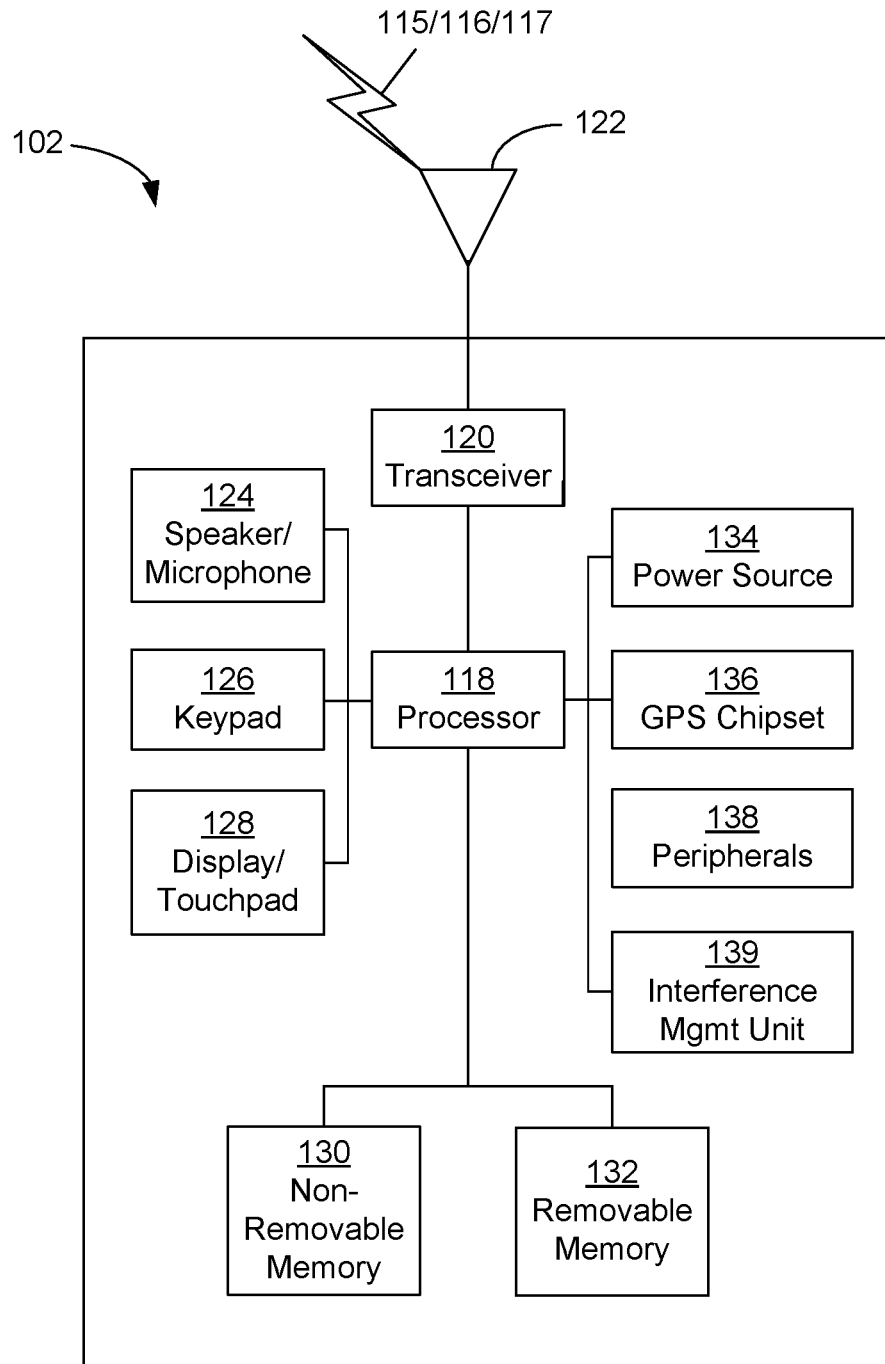 115/116/117
122
102
120
Transceiver
124
Speaker/
Microphone
134
Power Source
126
Keypad
118
Processor
136
GPS Chipset
128
Display/
Touchpad
138
Peripherals
139
Interference
Mgmt Unit
130
Non-
Removable
Memory
132
Removable
Memory